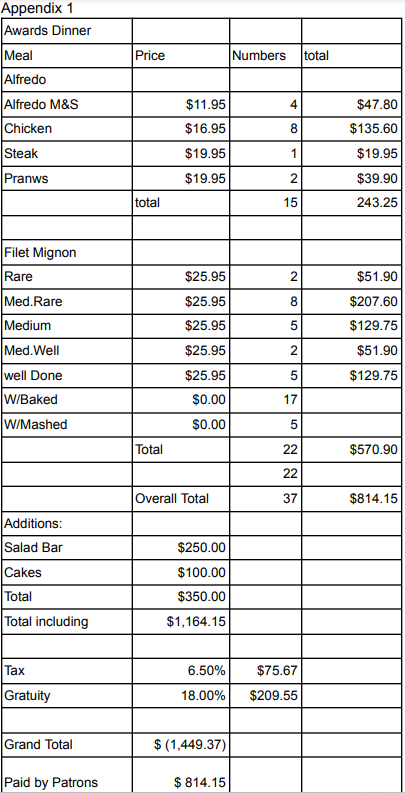 Appendix 1
Awards Dinner
Meal Price Numbers total
Alfredo
Alfredo M&S $11.95 4 $47.80
Chicken $16.95 8 $135.60
Steak $19.95 1 $19.95
Pranws $19.95 2 $39.90
total 15 243.25
Filet Mignon
Rare $25.95 2 $51.90
Med.Rare $25.95 8 $207.60
Medium $25.95 5 $129.75
Med.Well $25.95 2 $51.90
well Done $25.95 5 $129.75
W/Baked $0.00 17
W/Mashed $0.00 5
Total 22 $570.90
22
Overall Total 37 $814.15
Additions:
Salad Bar $250.00
Cakes $100.00
Total $350.00
Total including $1,164.15
Tax 6.50% $75.67
Gratuity 18.00% $209.55
Grand Total $ (1,449.37)
Paid by Patrons $ 814.15